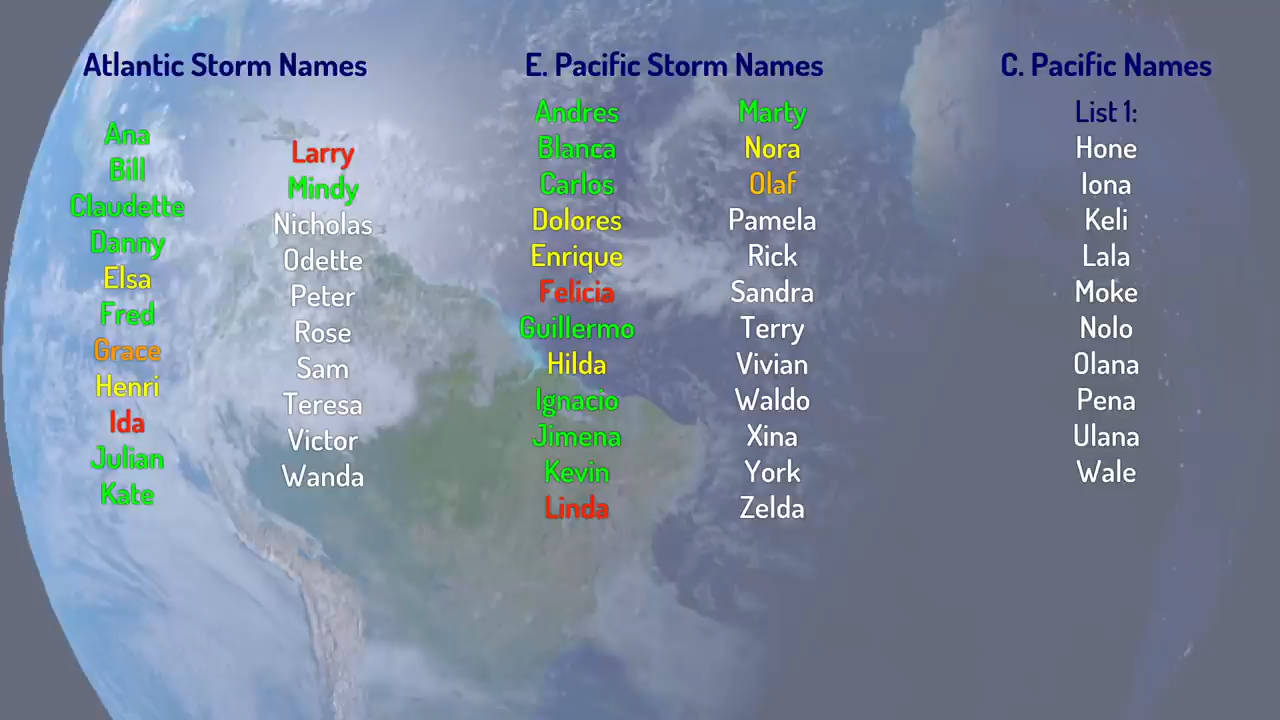 Atlantic Storm Names
Ana
Bill
Claudette
Danny
Elsa
Fred
Grace
Henri
Ida
Julian
Kate
Larry
Mindy
Nicholas
Odette
Peter
Rose
Sam
Teresa
Victor
Wanda
E. Pacific Storm Names
Andres
Blanca
Carlos
Dolores
Enrique
Felicia
Guillermo
Hilda
Ignacio
Jimena
Kevin
Linda
Marty
Nora
Olaf
Pamela
Rick
Sandra
Terry
Vivian
Waldo
Xina
York
Zelda
C. Pacific Names
List 1:
Hone
Iona
Keli
Lala
Moke
Nolo
Olana
Pena
Ulana
Wale